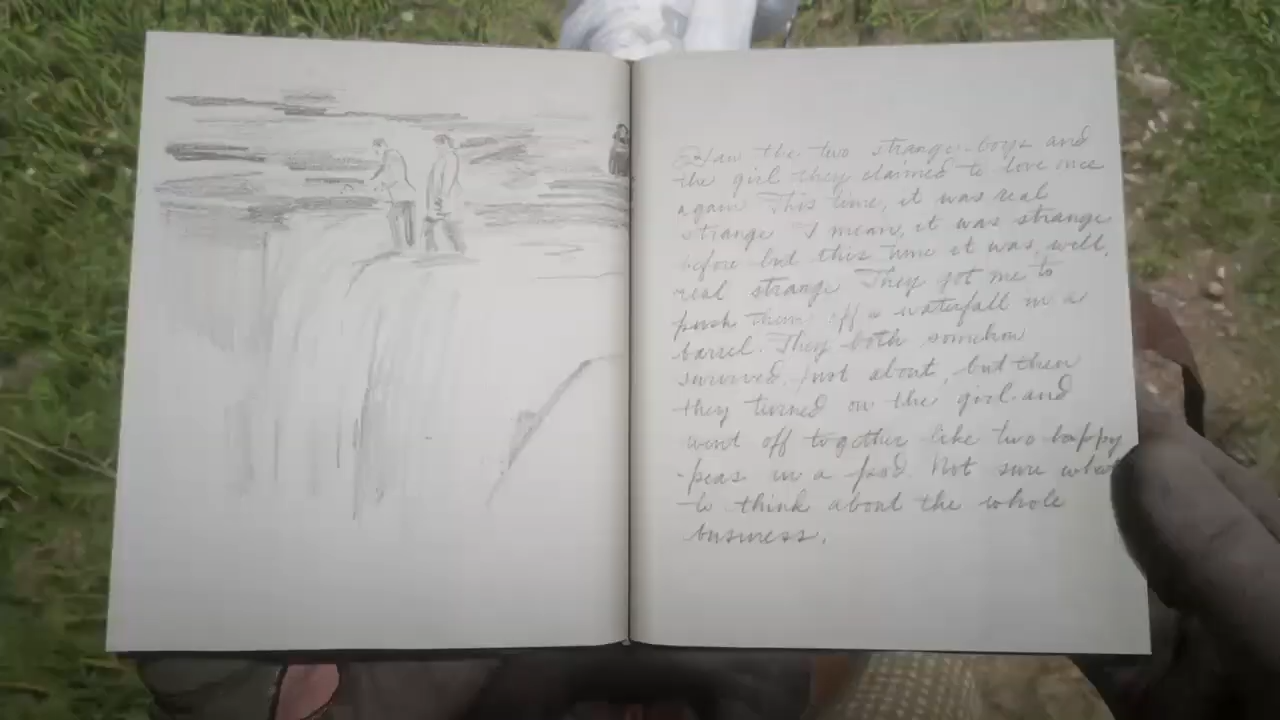 Saw the two strange boys and
the girl they claimed to love once
again. This time, it was real
strange. I mean, it was strange
before but this time it was, well,
real strange. They got me to
push them off a waterfall in a
barrel. They both somehow
survived, just about, but then
they turned on the girl and
went off together like two happy
peas in a pod. Not sure what
to think about the whole
business.